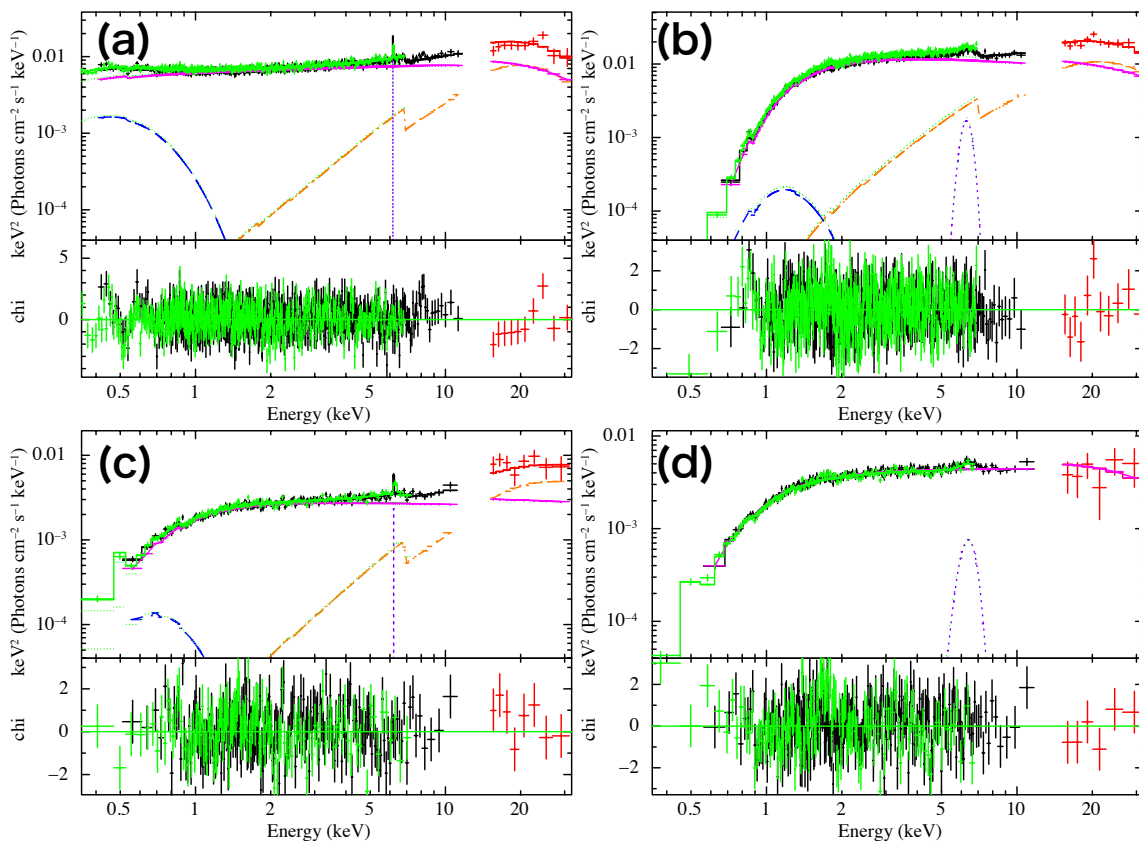 (a)
0.01
10⁻³
10⁻⁴
keV² (Photons cm⁻² s⁻¹ keV⁻¹)
5
0
chi
0.5 1 2 5 10 20
Energy (keV)
(b)
0.01
10⁻³
10⁻⁴
keV² (Photons cm⁻² s⁻¹ keV⁻¹)
2
0
−2
chi
0.5 1 2 5 10 20
Energy (keV)
(c)
0.01
10⁻³
10⁻⁴
keV² (Photons cm⁻² s⁻¹ keV⁻¹)
2
0
−2
chi
0.5 1 2 5 10 20
Energy (keV)
(d)
0.01
10⁻³
10⁻⁴
keV² (Photons cm⁻² s⁻¹ keV⁻¹)
2
0
−2
chi
0.5 1 2 5 10 20
Energy (keV)